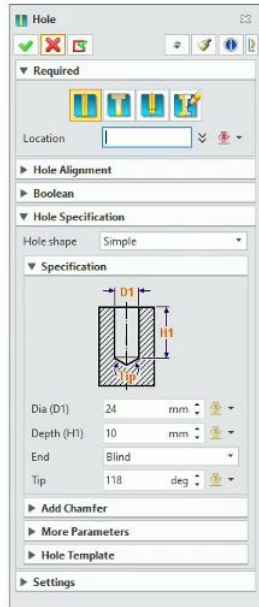 Hole
Required
Location
Hole Alignment
Boolean
Hole Specification
Hole shape Simple
Specification
D1
H1
Tip
Dia (D1) 24 mm
Depth (H1) 10 mm
End Blind
Tip 118 deg
Add Chamfer
More Parameters
Hole Template
Settings